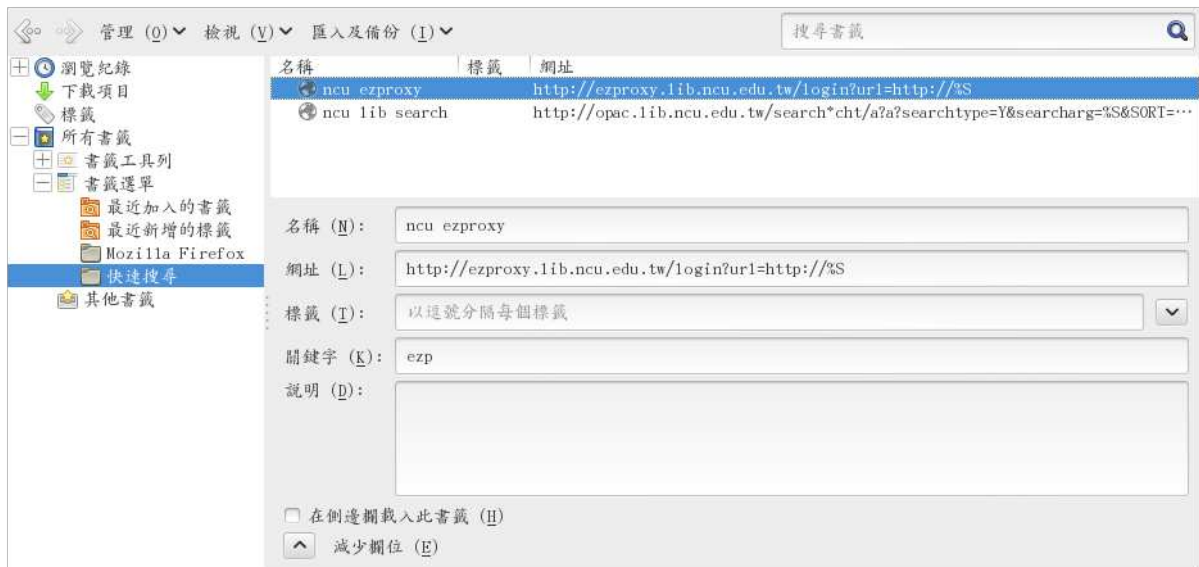 管理 (O) 檢視 (V) 匯入及備份 (I) 搜尋書籤
瀏覽紀錄
下載項目
標籤
所有書籤
書籤工具列
書籤選單
最近加入的書籤
最近新增的標籤
Mozilla Firefox
快速搜尋
其他書籤
名稱 標籤 網址
ncu ezproxy http://ezproxy.lib.ncu.edu.tw/login?url=http://%S
ncu lib search http://opac.lib.ncu.edu.tw/search*cht/a?a?searchtype=Y&searcharg=%S&SORT=…
名稱 (N): ncu ezproxy
網址 (L): http://ezproxy.lib.ncu.edu.tw/login?url=http://%S
標籤 (T): 以逗號分隔每個標籤
關鍵字 (K): ezp
說明 (D):
在側邊欄載入此書籤 (H)
減少欄位 (E)